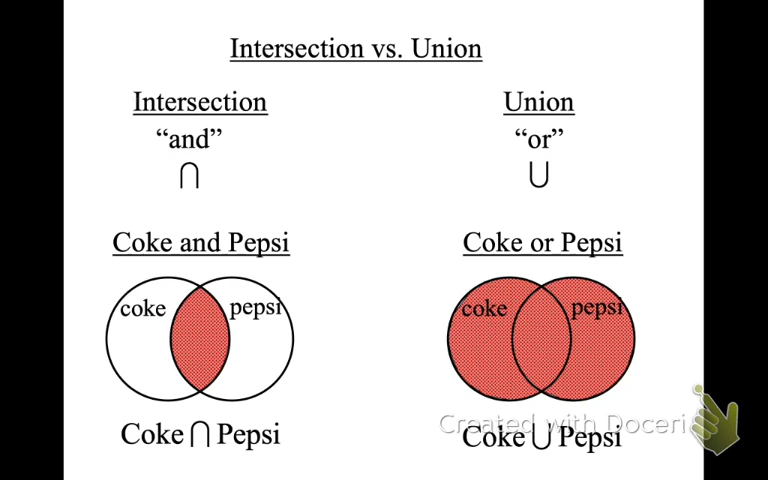 Intersection vs. Union
Intersection
“and”
∩
Union
“or”
∪
Coke and Pepsi
coke
pepsi
Coke ∩ Pepsi
Coke or Pepsi
coke
pepsi
Coke ∪ Pepsi
Created with Doceri